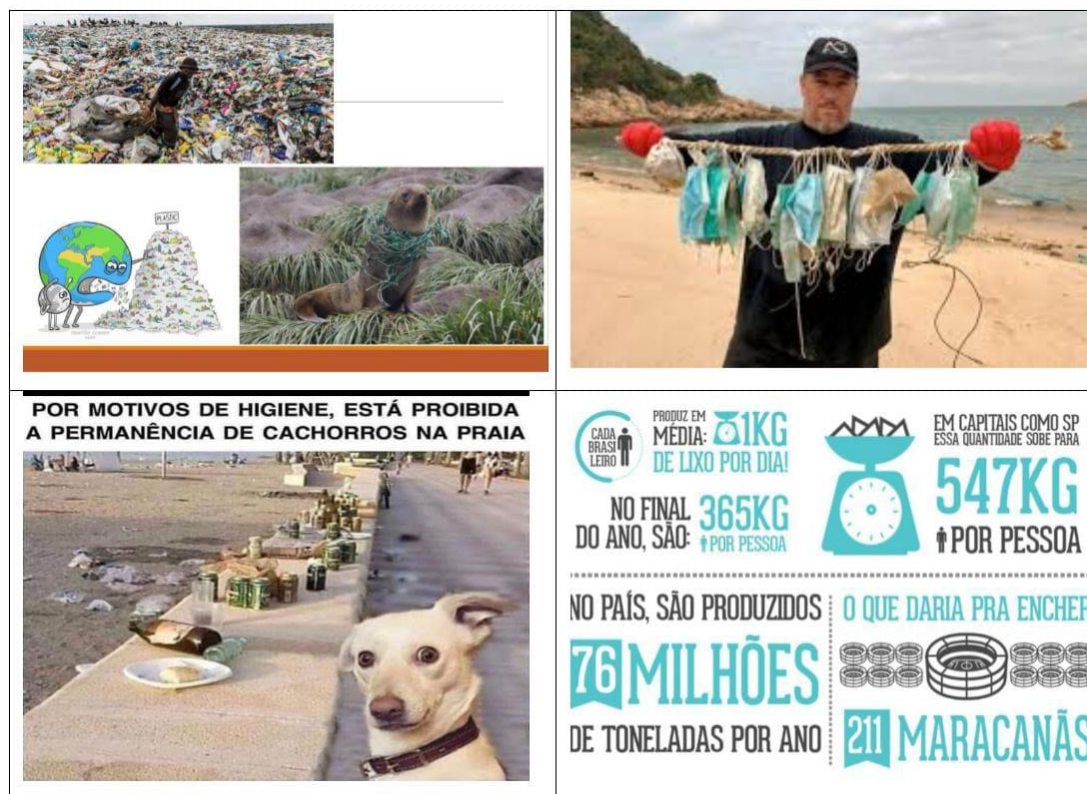 PLASTIC
POR MOTIVOS DE HIGIENE, ESTÁ PROIBIDA
A PERMANÊNCIA DE CACHORROS NA PRAIA
CADA
BRASI
LEIRO
PRODUZ EM
MÉDIA: 1KG
DE LIXO POR DIA!
NO FINAL
DO ANO, SÃO:
365KG
POR PESSOA
EM CAPITAIS COMO SP
ESSA QUANTIDADE SOBE PARA
547KG
POR PESSOA
NO PAÍS, SÃO PRODUZIDOS
76 MILHÕES
DE TONELADAS POR ANO
O QUE DARIA PRA ENCHER
211 MARACANÃS